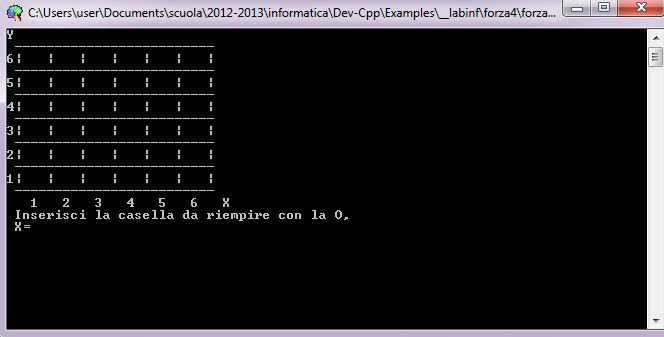 C:\Users\user\Documents\scuola\2012-2013\informatica\Dev-Cpp\Examples\__labinf\forza4\forza...
Y
6
5
4
3
2
1
1 2 3 4 5 6 X
Inserisci la casella da riempire con la O,
X=